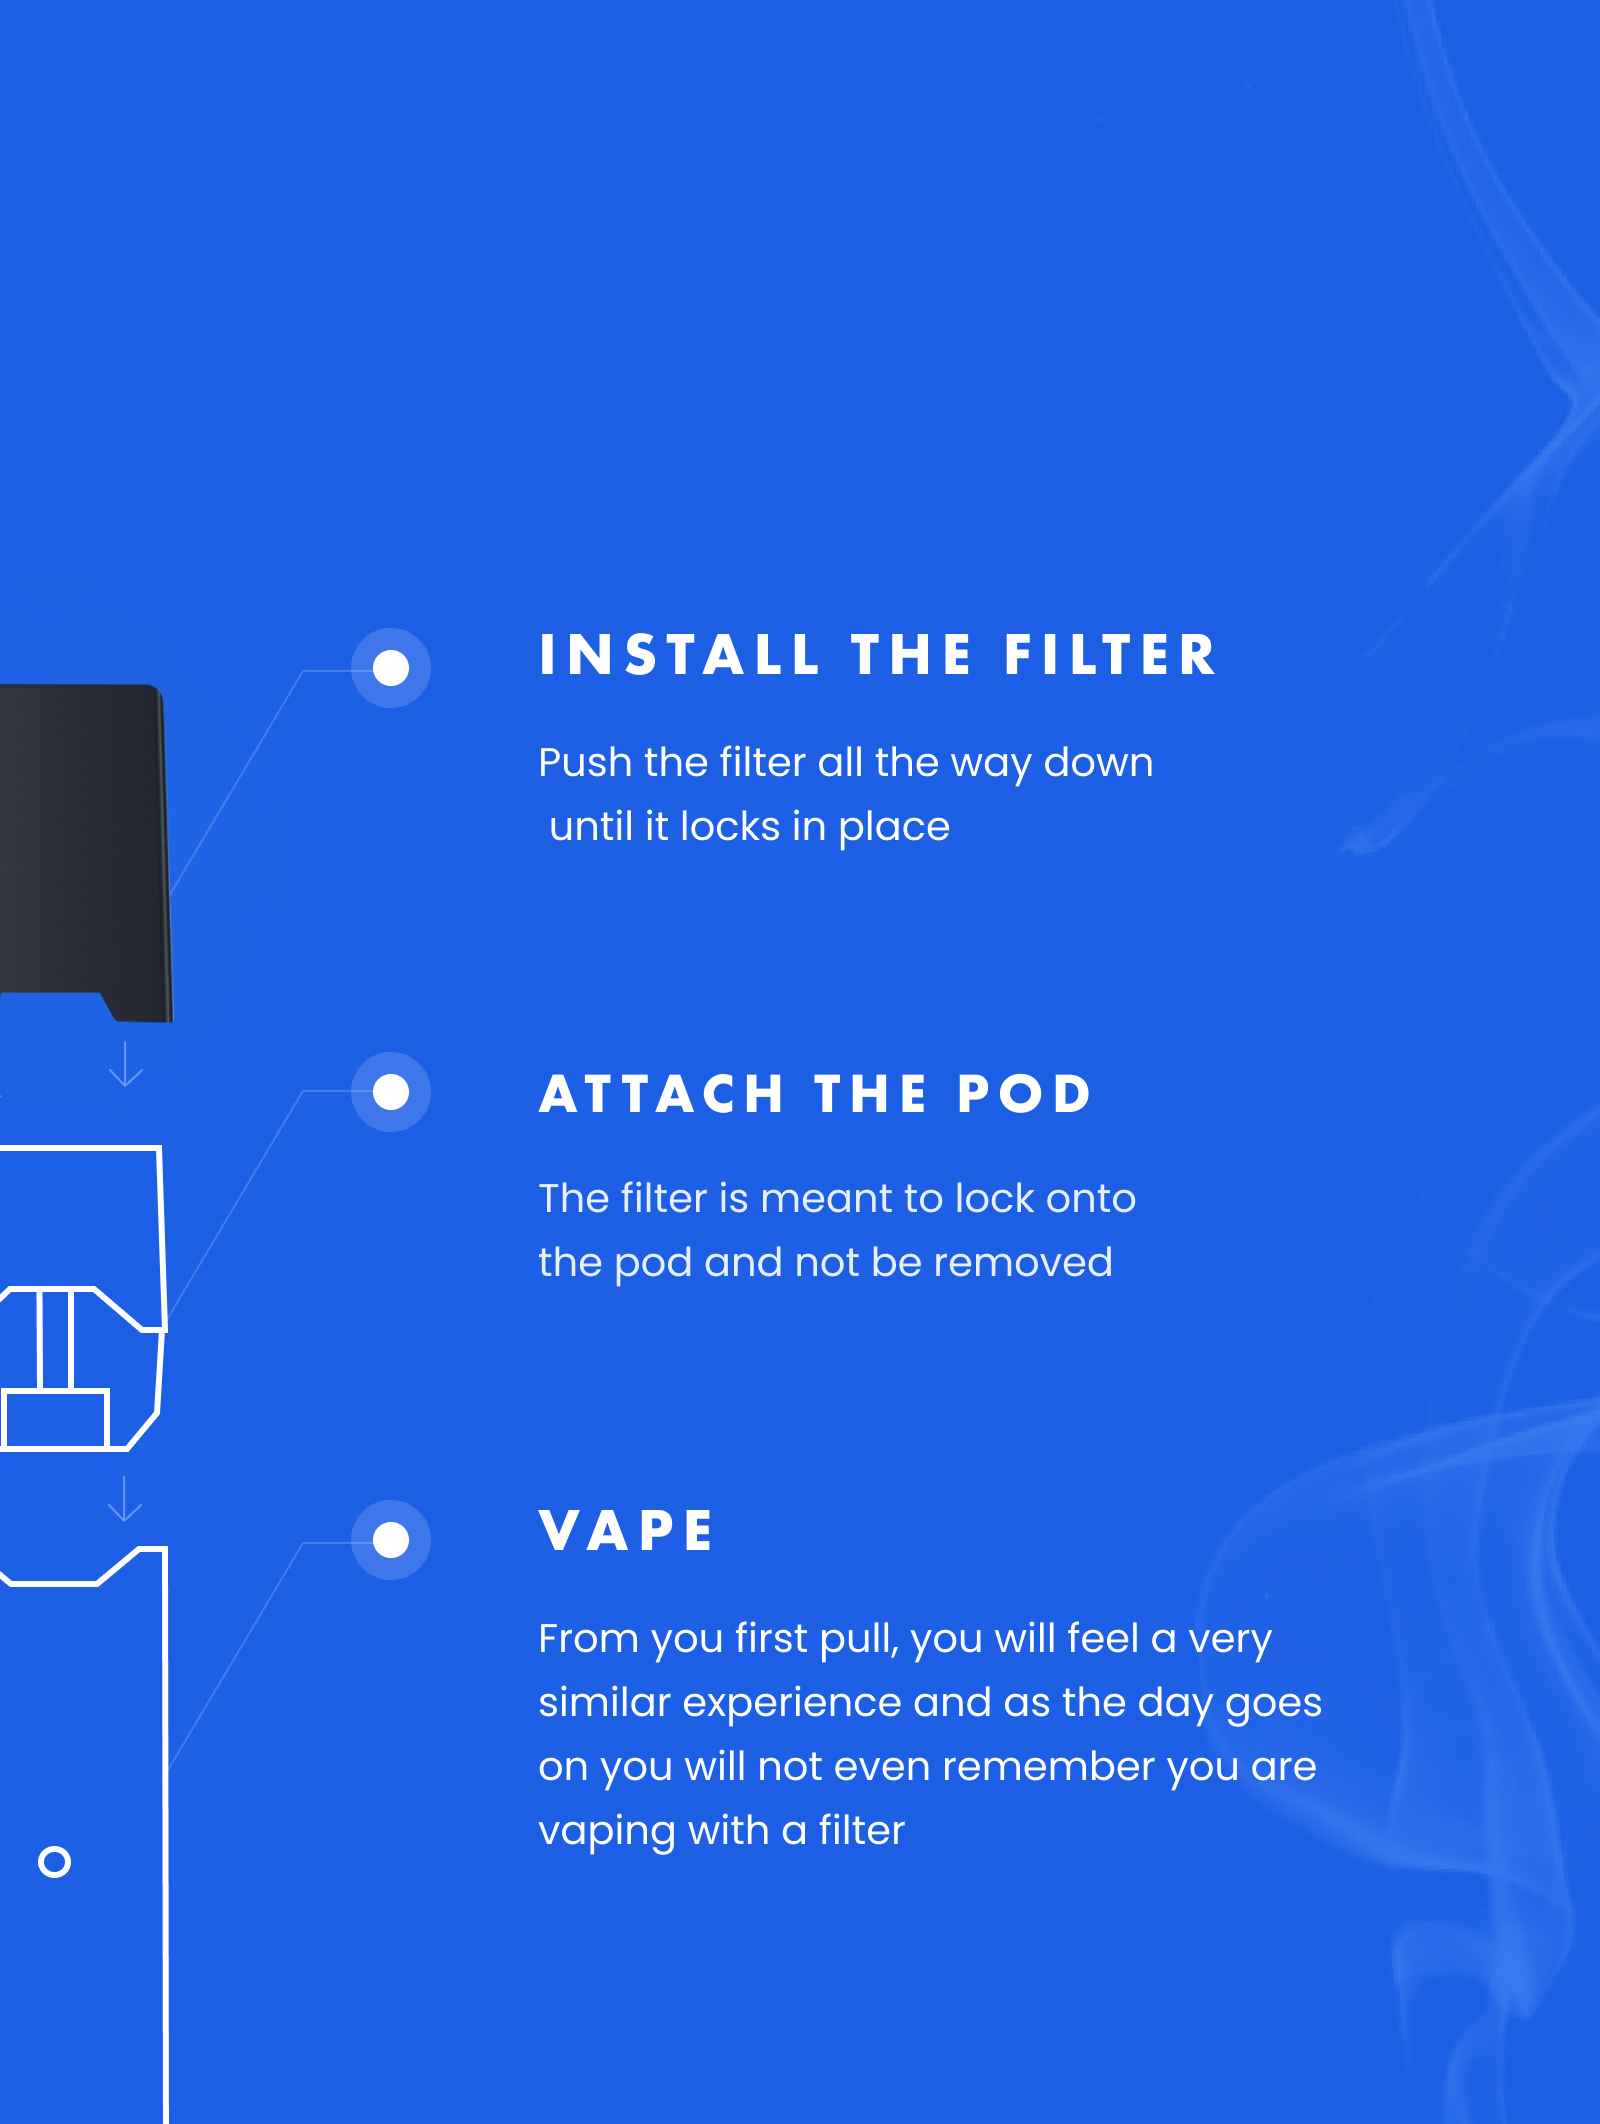 INSTALL THE FILTER
Push the filter all the way down
until it locks in place
ATTACH THE POD
The filter is meant to lock onto
the pod and not be removed
VAPE
From you first pull, you will feel a very
similar experience and as the day goes
on you will not even remember you are
vaping with a filter